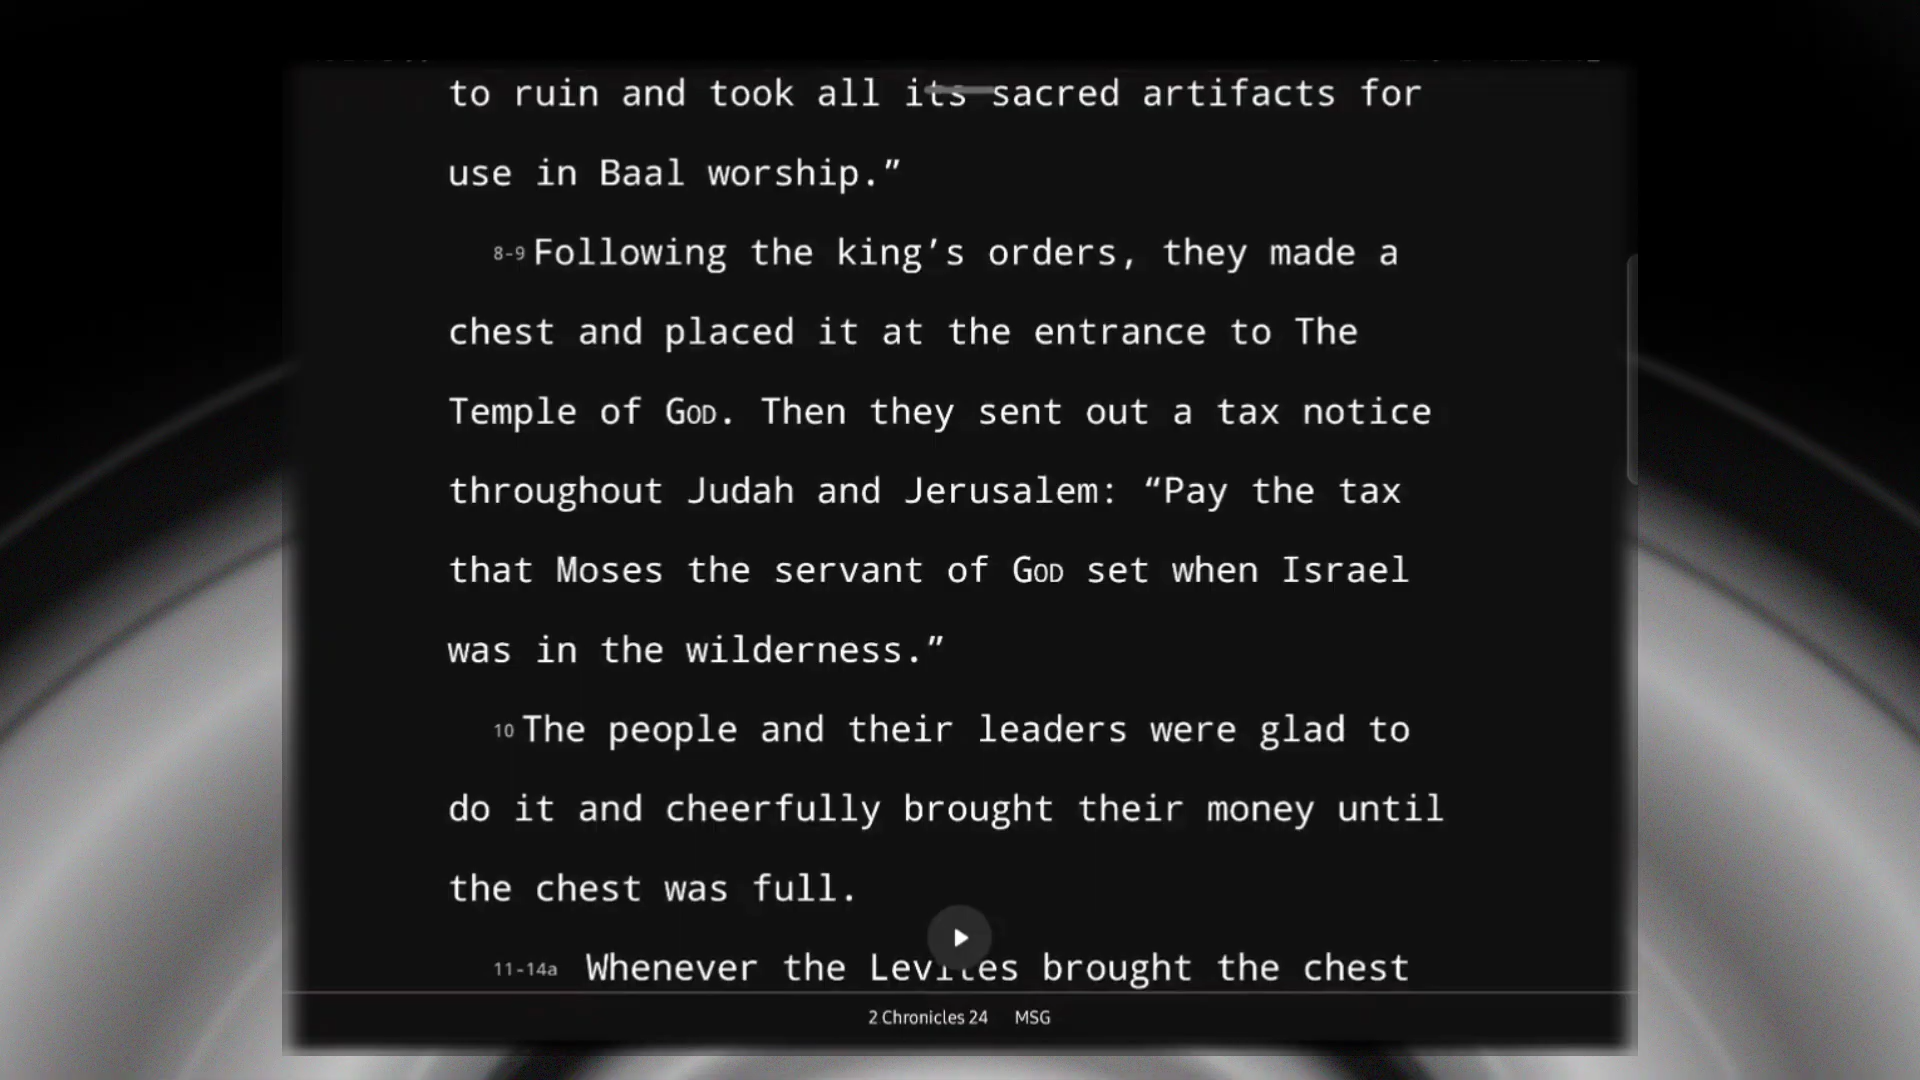 to ruin and took all its sacred artifacts for
use in Baal worship.”
8-9 Following the king’s orders, they made a
chest and placed it at the entrance to The
Temple of GOD. Then they sent out a tax notice
throughout Judah and Jerusalem: “Pay the tax
that Moses the servant of GOD set when Israel
was in the wilderness.”
10 The people and their leaders were glad to
do it and cheerfully brought their money until
the chest was full.
11-14a Whenever the Levites brought the chest
2 Chronicles 24 MSG